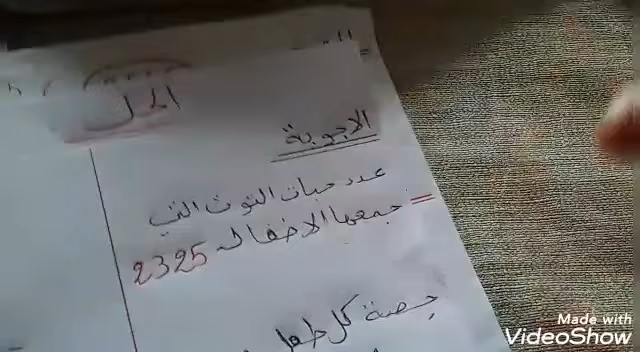 الحل
الاجوبة
عدد حبات التوت التي
جمعها الاطفال =
2325
حصة كل طفل
Made with
VideoShow